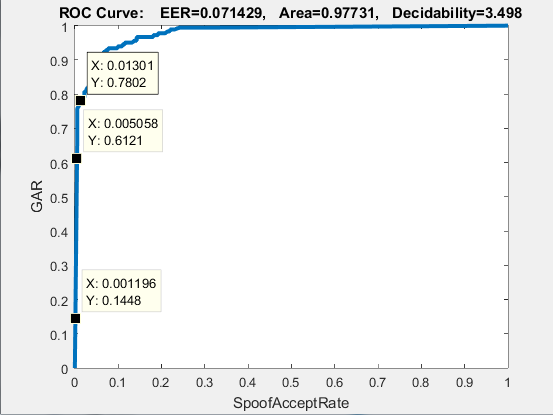 ROC Curve: EER=0.071429, Area=0.97731, Decidability=3.498
1
0.9
X: 0.01301
Y: 0.7802
0.8
X: 0.005058
Y: 0.6121
0.7
0.6
GAR
0.5
0.4
0.3
X: 0.001196
Y: 0.1448
0.2
0.1
0
0 0.1 0.2 0.3 0.4 0.5 0.6 0.7 0.8 0.9 1
SpoofAcceptRate